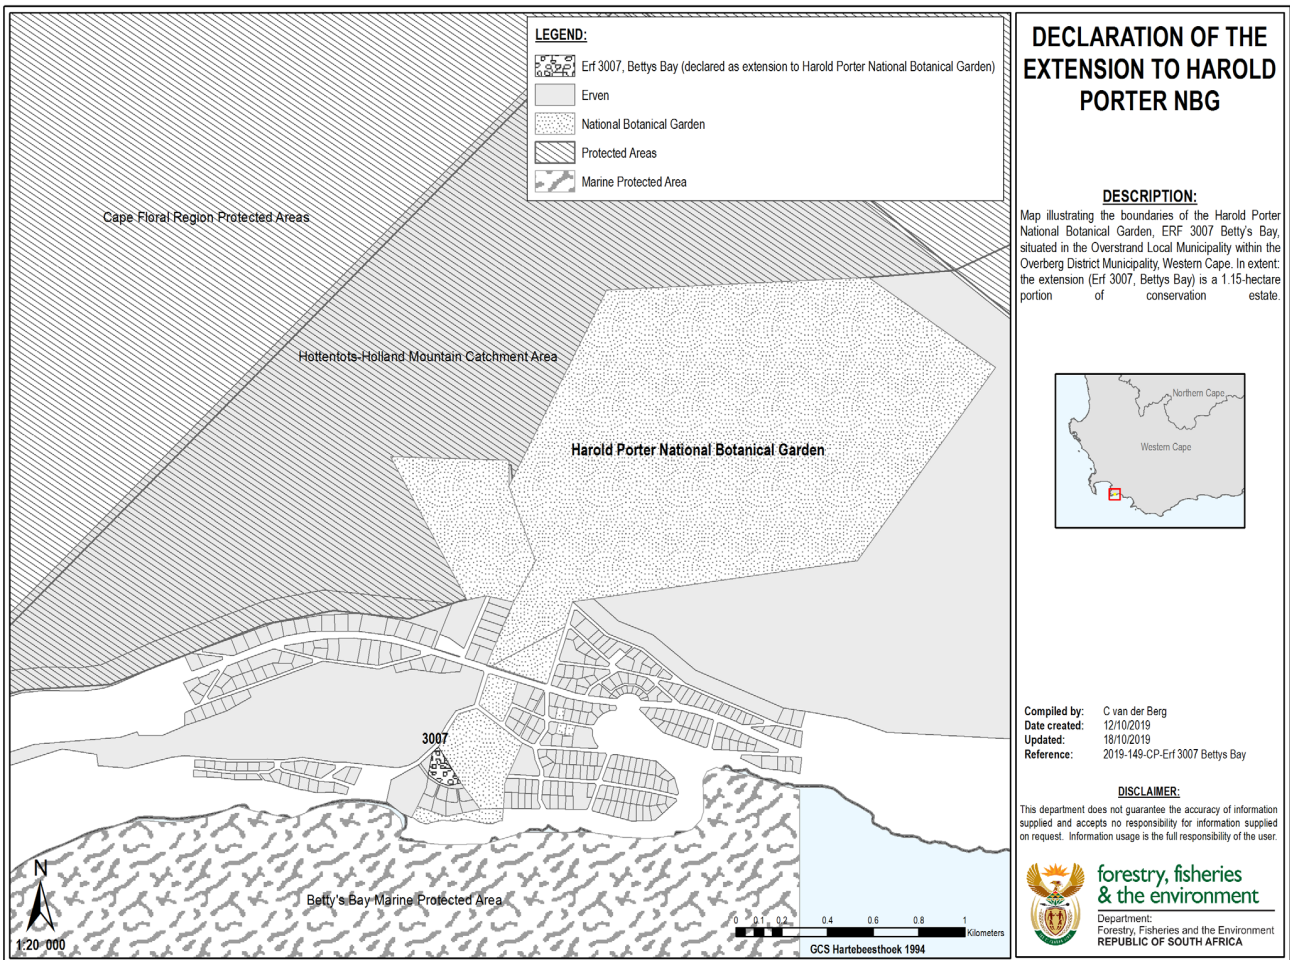 LEGEND:
Erf 3007, Bettys Bay (declared as extension to Harold Porter National Botanical Garden)
Erven
National Botanical Garden
Protected Areas
Marine Protected Area
Cape Floral Region Protected Areas
Hottentots-Holland Mountain Catchment Area
Harold Porter National Botanical Garden
3007
Betty's Bay Marine Protected Area
N
1:20 000
0 0.1 0.2 0.4 0.6 0.8 1
Kilometers
GCS Hartebeesthoek 1994
DECLARATION OF THE
EXTENSION TO HAROLD
PORTER NBG
DESCRIPTION:
Map illustrating the boundaries of the Harold Porter
National Botanical Garden, ERF 3007 Betty's Bay,
situated in the Overstrand Local Municipality within the
Overberg District Municipality, Western Cape. In extent:
the extension (Erf 3007, Bettys Bay) is a 1.15-hectare
portion of conservation estate.
Northern Cape
Western Cape
Compiled by: C van der Berg
Date created: 12/10/2019
Updated: 18/10/2019
Reference: 2019-149-CP-Erf 3007 Bettys Bay
DISCLAIMER:
This department does not guarantee the accuracy of information
supplied and accepts no responsibility for information supplied
on request. Information usage is the full responsibility of the user.
forestry, fisheries
& the environment
Department:
Forestry, Fisheries and the Environment
REPUBLIC OF SOUTH AFRICA